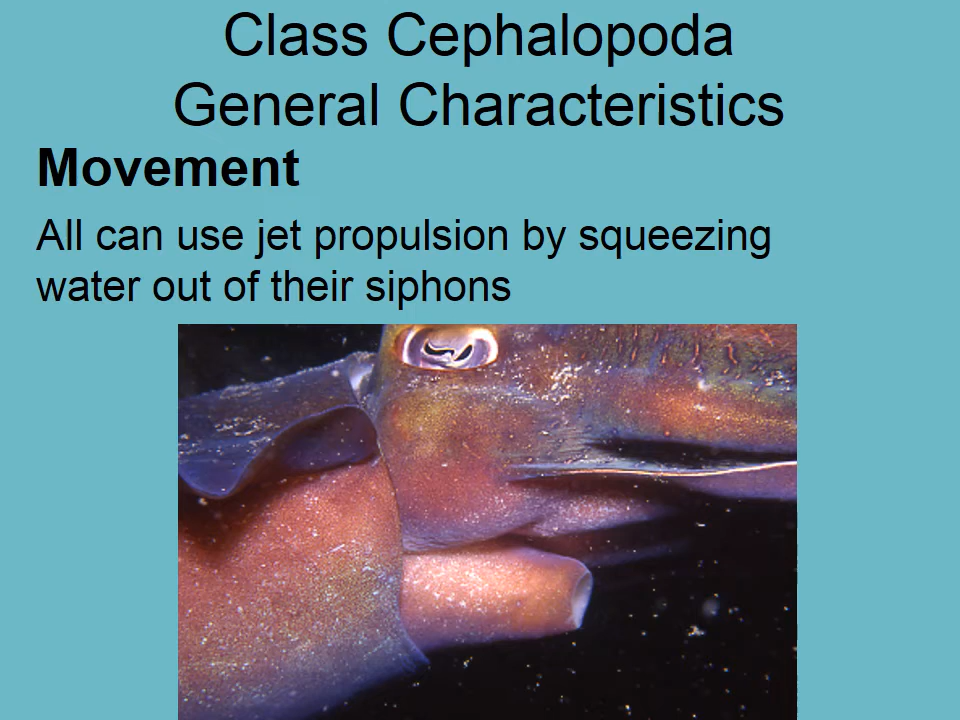 Class Cephalopoda
General Characteristics
Movement
All can use jet propulsion by squeezing
water out of their siphons